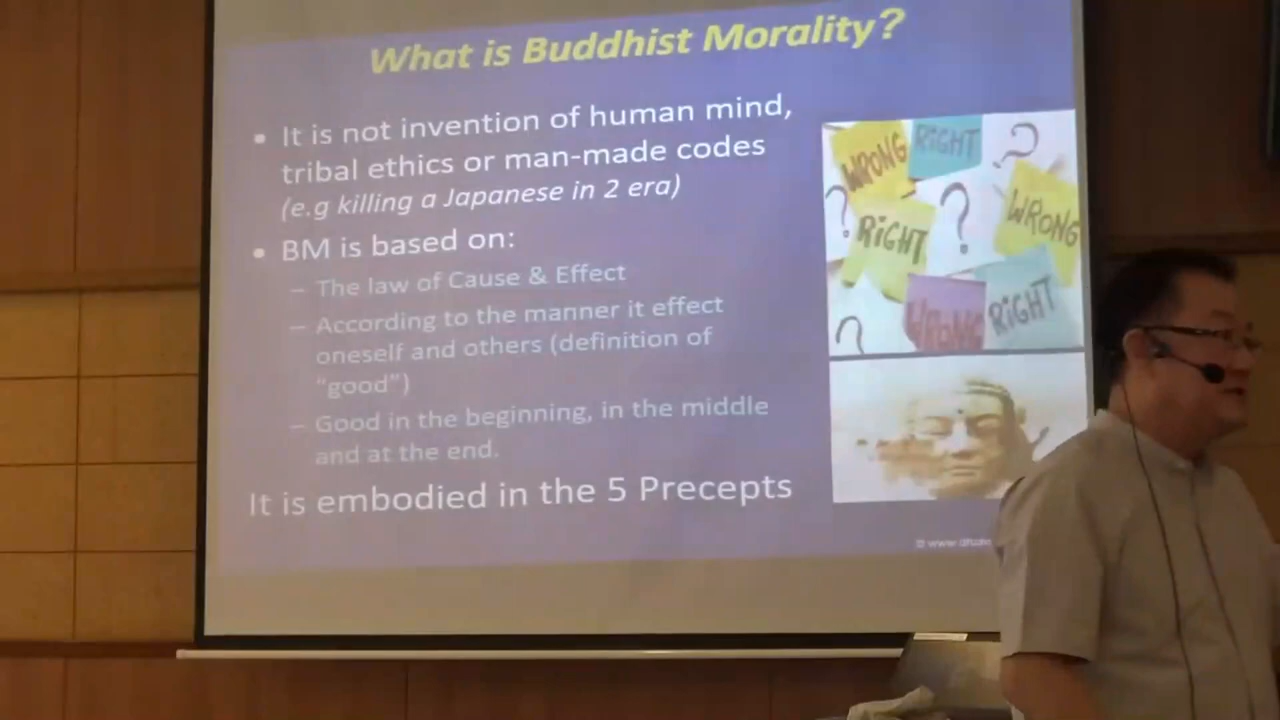 What is Buddhist Morality?
• It is not invention of human mind,
tribal ethics or man-made codes
(e.g killing a Japanese in 2 era)
• BM is based on:
– The law of Cause & Effect
– According to the manner it effect
oneself and others (definition of
"good")
– Good in the beginning, in the middle
and at the end.
It is embodied in the 5 Precepts
WRONG
RIGHT
?
?
?
WRONG
RIGHT
WRONG
RIGHT
?
© www